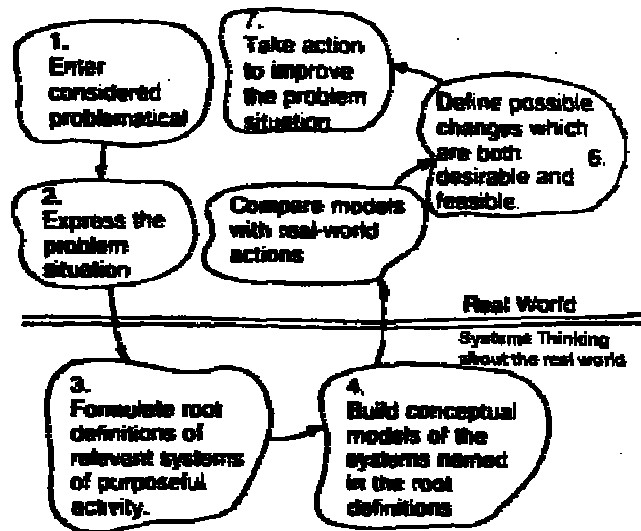 1.
Enter
considered
problematical
2.
Express the
problem
situation
3.
Formulate root
definitions of
relevant systems
of purposeful
activity.
4.
Build conceptual
models of the
systems named
in the root
definitions
Compare models
with real-world
actions
Define possible
changes which
are both 6.
desirable and
feasible.
7.
Take action
to improve
the problem
situation
Real World
Systems Thinking
about the real world